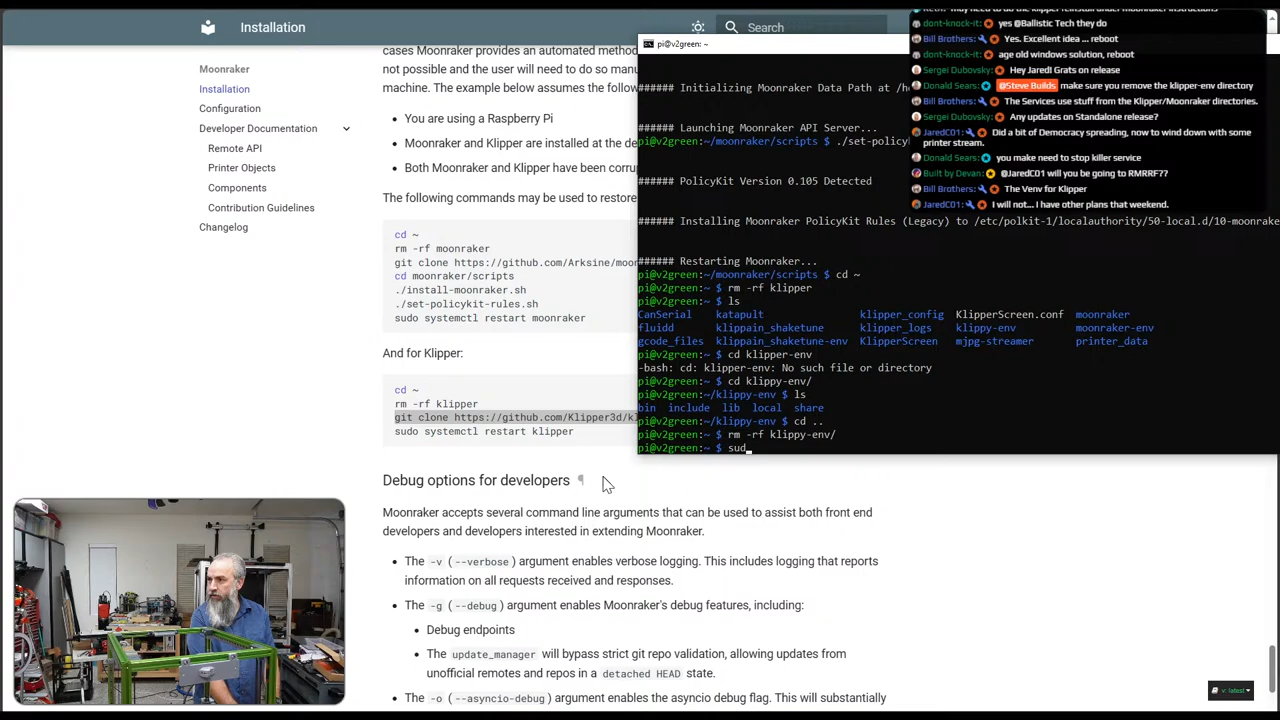 Installation
Search
Moonraker
Installation
Configuration
Developer Documentation
Remote API
Printer Objects
Components
Contribution Guidelines
Changelog
cases Moonraker provides an automated metho
not possible and the user will need to do so manu
machine. The example below assumes the follow
You are using a Raspberry Pi
Moonraker and Klipper are installed at the de
Both Moonraker and Klipper have been corru
The following commands may be used to restore
cd ~
rm -rf moonraker
git clone https://github.com/Arksine/moo
cd moonraker/scripts
./install-moonraker.sh
./set-policykit-rules.sh
sudo systemctl restart moonraker
And for Klipper:
cd ~
rm -rf klipper
git clone https://github.com/Klipper3d/kl
sudo systemctl restart klipper
Debug options for developers ¶
Moonraker accepts several command line arguments that can be used to assist both front end
developers and developers interested in extending Moonraker.
The -v ( --verbose ) argument enables verbose logging. This includes logging that reports
information on all requests received and responses.
The -g ( --debug ) argument enables Moonraker's debug features, including:
Debug endpoints
The update_manager will bypass strict git repo validation, allowing updates from
unofficial remotes and repos in a detached HEAD state.
The -o ( --asyncio-debug ) argument enables the asyncio debug flag. This will substantially
pi@v2green: ~
###### Initializing Moonraker Data Path at /h
###### Launching Moonraker API Server...
pi@v2green:~/moonraker/scripts $ ./set-policyk
###### PolicyKit Version 0.105 Detected
###### Installing Moonraker PolicyKit Rules (Legacy) to /etc/polkit-1/localauthority/50-local.d/10-moonrake
###### Restarting Moonraker...
pi@v2green:~/moonraker/scripts $ cd ~
pi@v2green:~ $ rm -rf klipper
pi@v2green:~ $ ls
CanSerial katapult klipper_config KlipperScreen.conf moonraker
fluidd klippain_shaketune klipper_logs klippy-env moonraker-env
gcode_files klippain_shaketune-env KlipperScreen mjpg-streamer printer_data
pi@v2green:~ $ cd klipper-env
-bash: cd: klipper-env: No such file or directory
pi@v2green:~ $ cd klippy-env/
pi@v2green:~/klippy-env $ ls
bin include lib local share
pi@v2green:~/klippy-env $ cd ..
pi@v2green:~ $ rm -rf klippy-env/
pi@v2green:~ $ sud
dont-knock-it: yes @Ballistic Tech they do
Bill Brothers: Yes. Excelent idea ... reboot
dont-knock-it: age old windows solution, reboot
Sergei Dubovsky: Hey Jared! Grats on release
Donald Sears: @Steve Builds make sure you remove the klipper-env directory
Bill Brothers: The Services use stuff from the Klipper/Moonraker directories.
Sergei Dubovsky: Any updates on Standalone release?
JaredC01: Did a bit of Democracy spreading, now to wind down with some
printer stream.
Donald Sears: you make need to stop killer service
Built by Devan: @JaredC01 will you be going to RMRRF??
Bill Brothers: The Venv for Klipper
JaredC01: I will not... I have other plans that weekend.
v: latest